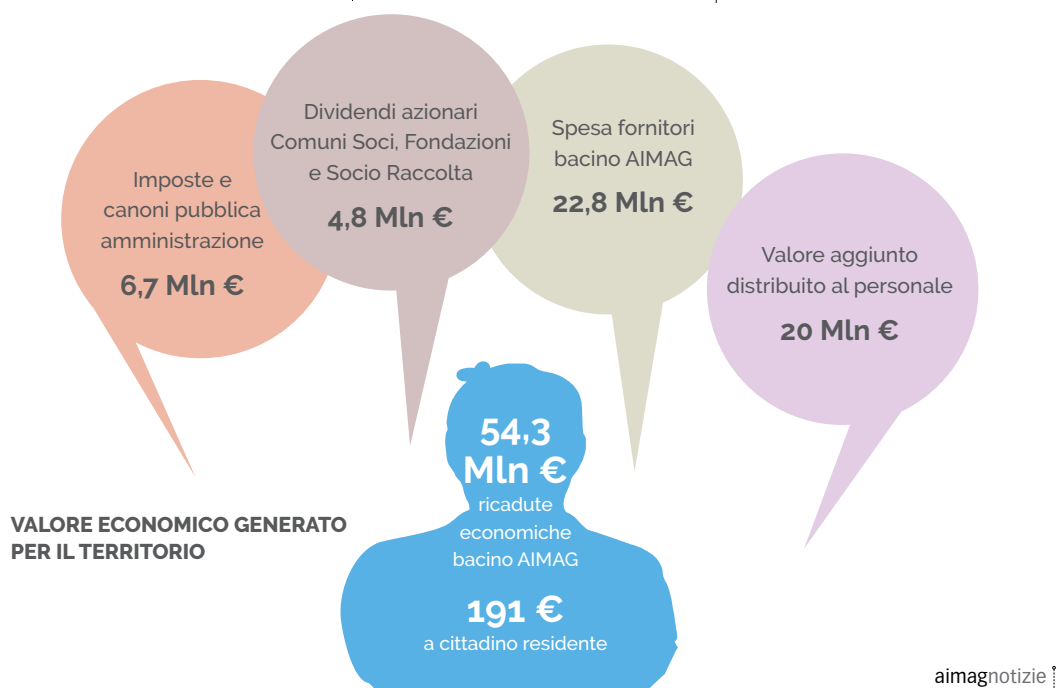 Imposte e
canoni pubblica
amministrazione
6,7 Mln €
Dividendi azionari
Comuni Soci, Fondazioni
e Socio Raccolta
4,8 Mln €
Spesa fornitori
bacino AIMAG
22,8 Mln €
Valore aggiunto
distribuito al personale
20 Mln €
54,3
Mln €
ricadute
economiche
bacino AIMAG
191 €
a cittadino residente
VALORE ECONOMICO GENERATO
PER IL TERRITORIO
aimagnotizie